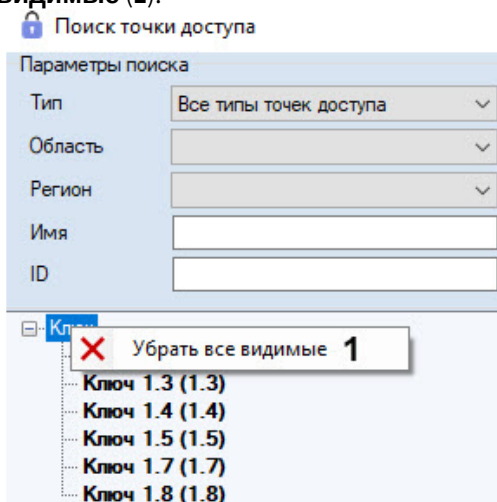 Поиск точки доступа
Параметры поиска
Тип Все типы точек доступа
Область
Регион
Имя
ID
Убрать все видимые 1
Ключ 1.3 (1.3)
Ключ 1.4 (1.4)
Ключ 1.5 (1.5)
Ключ 1.7 (1.7)
Ключ 1.8 (1.8)